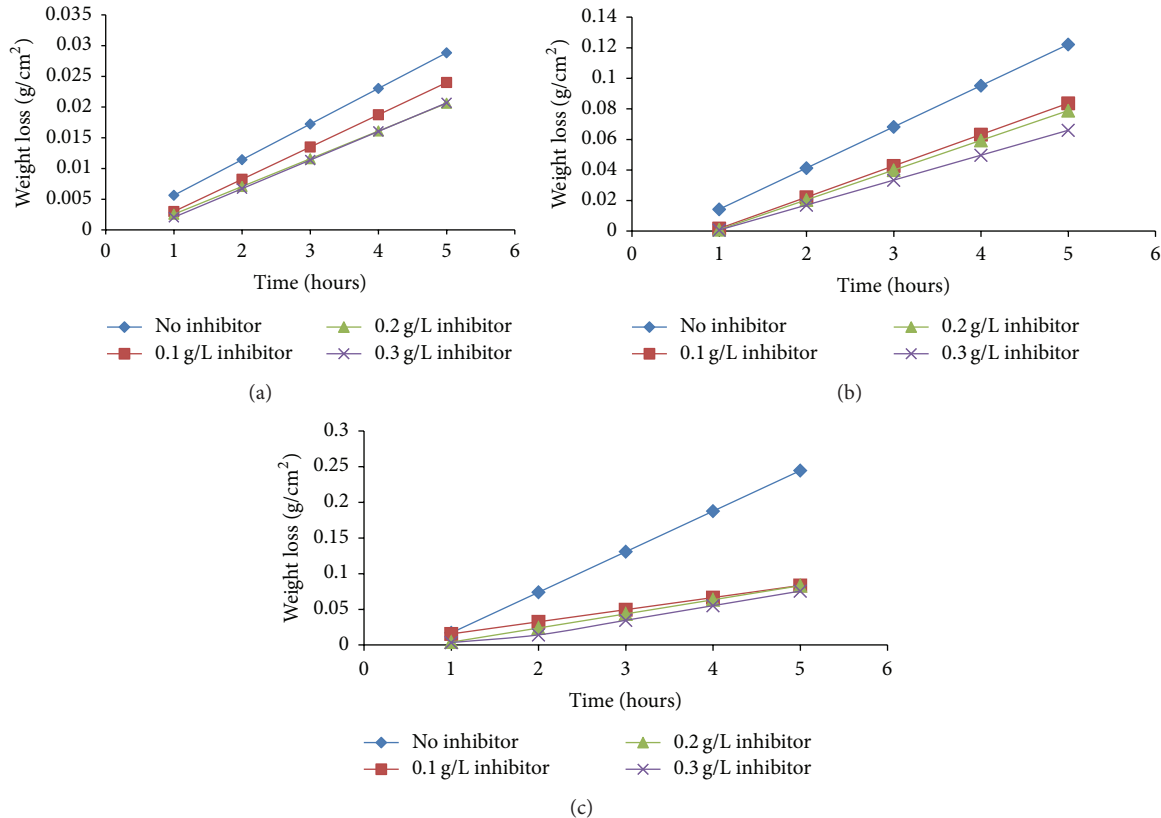 Weight loss (g/cm²)
0.035
0.03
0.025
0.02
0.015
0.01
0.005
0
0 1 2 3 4 5 6
Time (hours)
No inhibitor
0.2 g/L inhibitor
0.1 g/L inhibitor
0.3 g/L inhibitor
(a)
Weight loss (g/cm²)
0.14
0.12
0.1
0.08
0.06
0.04
0.02
0
0 1 2 3 4 5 6
Time (hours)
No inhibitor
0.2 g/L inhibitor
0.1 g/L inhibitor
0.3 g/L inhibitor
(b)
Weight loss (g/cm²)
0.3
0.25
0.2
0.15
0.1
0.05
0
0 1 2 3 4 5 6
Time (hours)
No inhibitor
0.2 g/L inhibitor
0.1 g/L inhibitor
0.3 g/L inhibitor
(c)